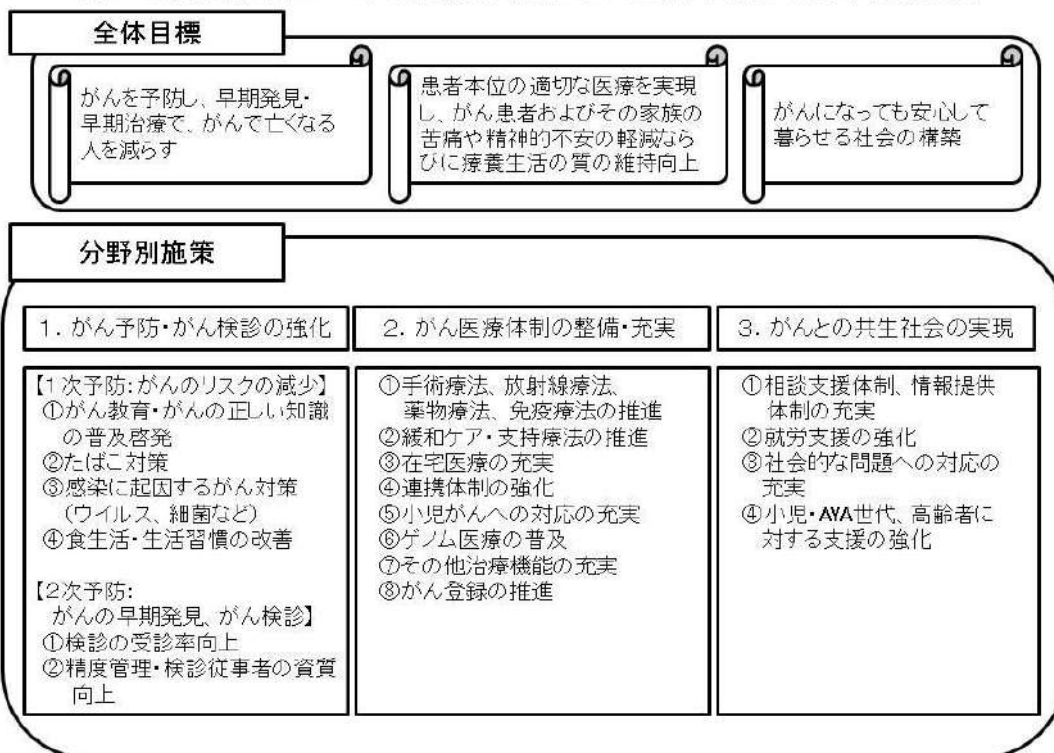 全体目標
がんを予防し、早期発見・
早期治療で、がんで亡くなる
人を減らす
患者本位の適切な医療を実現
し、がん患者およびその家族の
苦痛や精神的不安の軽減なら
びに療養生活の質の維持向上
がんになっても安心して
暮らせる社会の構築
分野別施策
1．がん予防・がん検診の強化
【1次予防：がんのリスクの減少】
①がん教育・がんの正しい知識
の普及啓発
②たばこ対策
③感染に起因するがん対策
（ウイルス、細菌など）
④食生活・生活習慣の改善
【2次予防：
がんの早期発見、がん検診】
①検診の受診率向上
②精度管理・検診従事者の資質
向上
2．がん医療体制の整備・充実
①手術療法、放射線療法、
薬物療法、免疫療法の推進
②緩和ケア・支持療法の推進
③在宅医療の充実
④連携体制の強化
⑤小児がんへの対応の充実
⑥ゲノム医療の普及
⑦その他治療機能の充実
⑧がん登録の推進
3．がんとの共生社会の実現
①相談支援体制、情報提供
体制の充実
②就労支援の強化
③社会的な問題への対応の
充実
④小児・AYA世代、高齢者に
対する支援の強化